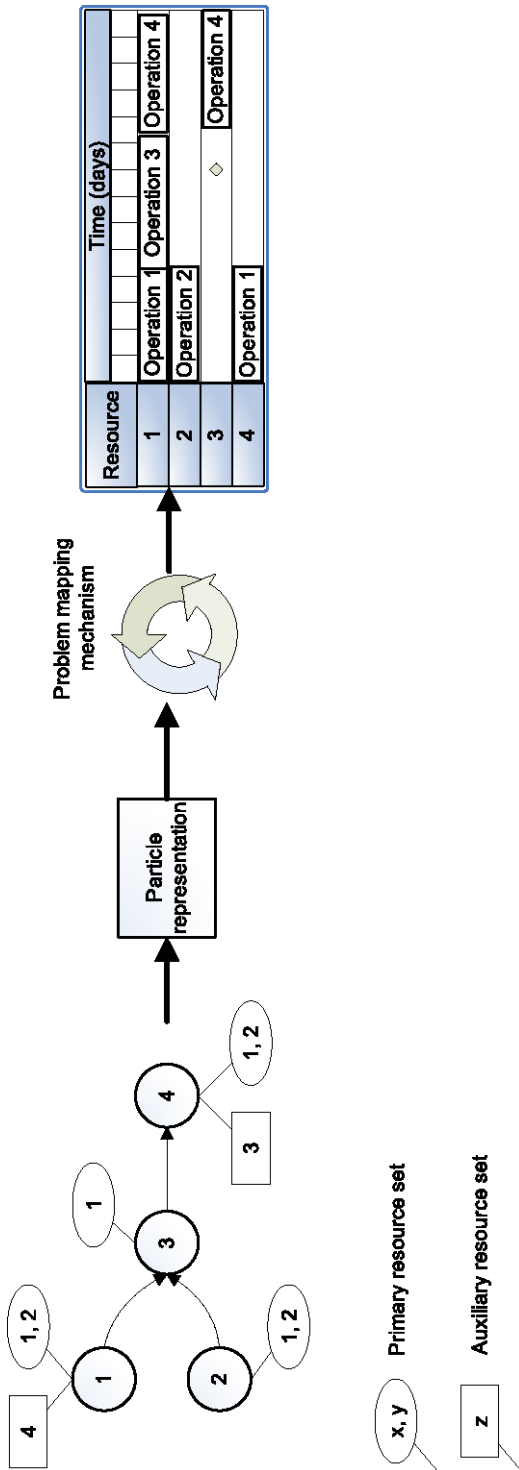 4
1, 2
1
2
1, 2
1
3
4
3
1, 2
x, y
Primary resource set
z
Auxiliary resource set
Particle
representation
Problem mapping
mechanism
Resource
Time (days)
1
Operation 1
Operation 3
Operation 4
2
Operation 2
3
Operation 4
4
Operation 1